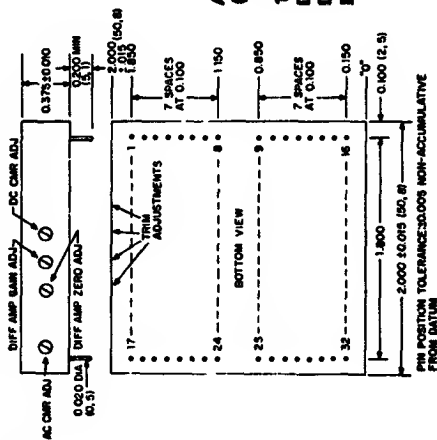 DIFF AMP GAIN ADJ
DC CMR ADJ
AC CMR ADJ
DIFF AMP ZERO ADJ
0.020 DIA
(0,5)
0.375±0.010
0.200 MIN
(5,1)
2.000 (50,8)
±.015
1.850
7 SPACES
AT 0.100
1.150
0.850
7 SPACES
AT 0.100
0.150
"0"
0.100 (2,5)
TRIM
ADJUSTMENTS
BOTTOM VIEW
1
8
9
16
17
24
25
32
1.800
2.000 ±0.015 (50,8)
PIN POSITION TOLERANCE±0.005 NON-ACCUMULATIVE
FROM DATUM